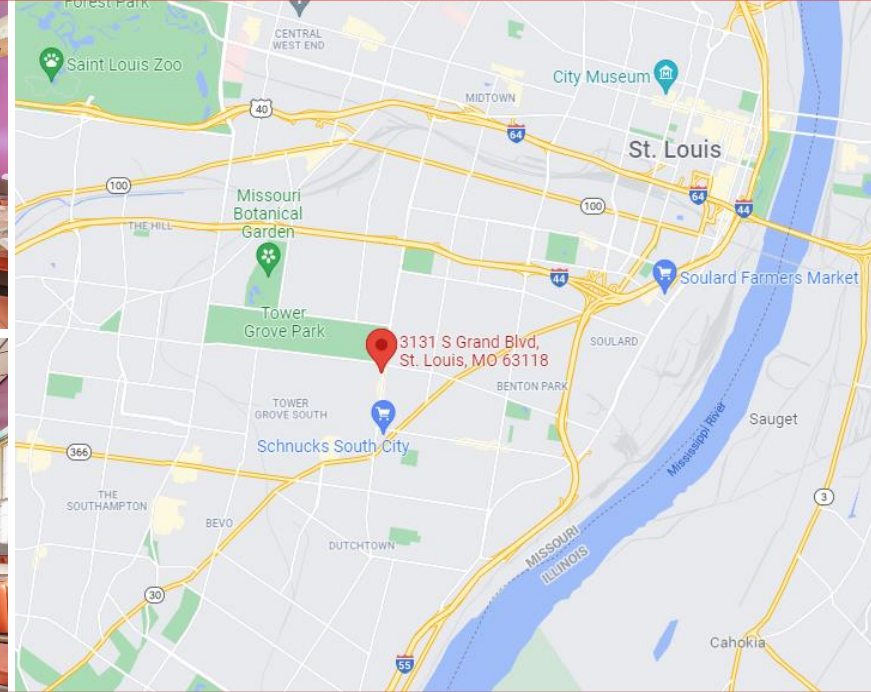 Forest Park
CENTRAL
WEST END
Saint Louis Zoo
City Museum
MIDTOWN
40
64
St. Louis
100
Missouri
Botanical
Garden
THE HILL
100
64
44
44
Soulard Farmers Market
Tower
Grove Park
3131 S Grand Blvd,
St. Louis, MO 63118
SOULARD
BENTON PARK
TOWER
GROVE SOUTH
Sauget
Mississippi River
Schnucks South City
366
THE
SOUTHAMPTON
3
BEVO
DUTCHTOWN
MISSOURI
ILLINOIS
30
Cahokia
55